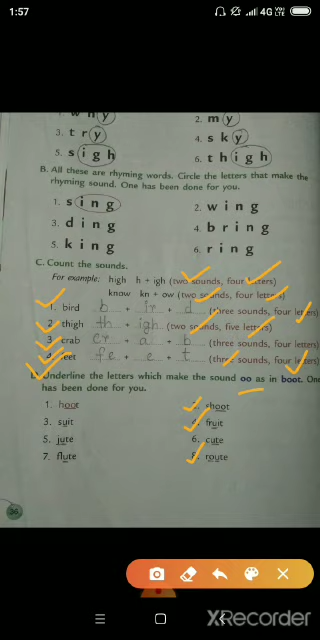 1:57
4G VoLTE
1. w h y
2. m y
3. t r y
4. s k y
5. s i g h
6. t h i g h
B. All these are rhyming words. Circle the letters that make the
rhyming sound. One has been done for you.
1. s i n g
2. w i n g
3. d i n g
4. b r i n g
5. k i n g
6. r i n g
C. Count the sounds.
For example: high h + igh (two sounds, four letters)
know kn + ow (two sounds, four letters)
1. bird b + ir + d (three sounds, four letters)
2. thigh th + igh (two sounds, five letters)
3. crab cr + a + b (three sounds, four letters)
4. feet + e + t (three sounds, four letters)
D. Underline the letters which make the sound oo as in boot. One
has been done for you.
1. hoot
2. shoot
3. suit
4. fruit
5. jute
6. cute
7. flute
8. route
36
XRecorder